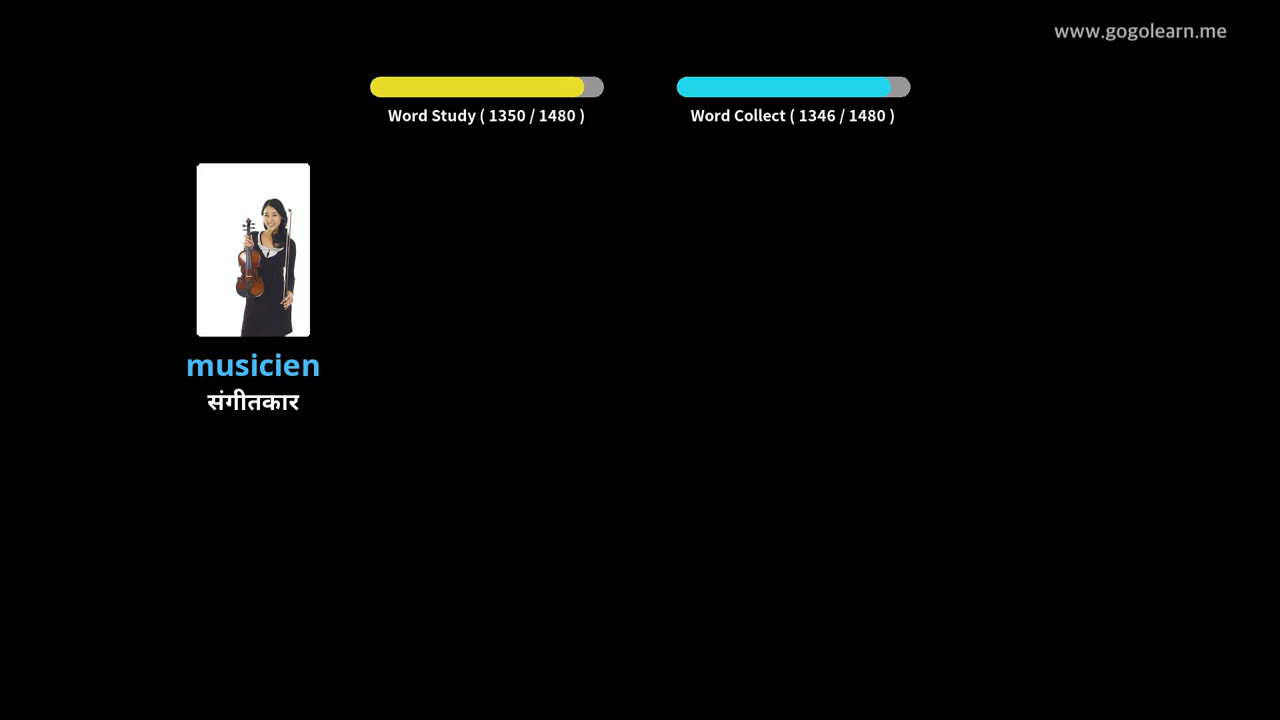 www.gogolearn.me
Word Study ( 1350 / 1480 )
Word Collect ( 1346 / 1480 )
musicien
संगीतकार